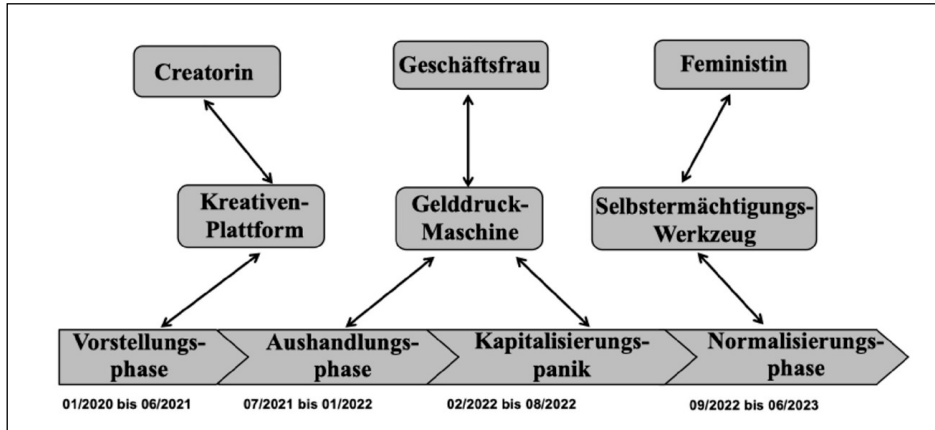 Creatorin
Geschäftsfrau
Feministin
Kreativen-
Plattform
Gelddruck-
Maschine
Selbstermächtigungs-
Werkzeug
Vorstellungs-
phase
Aushandlungs-
phase
Kapitalisierungs-
panik
Normalisierungs-
phase
01/2020 bis 06/2021
07/2021 bis 01/2022
02/2022 bis 08/2022
09/2022 bis 06/2023